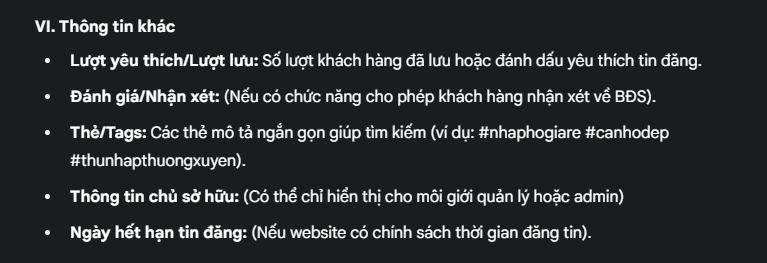 VI. Thông tin khác
• Lượt yêu thích/Lượt lưu: Số lượt khách hàng đã lưu hoặc đánh dấu yêu thích tin đăng.
• Đánh giá/Nhận xét: (Nếu có chức năng cho phép khách hàng nhận xét về BĐS).
• Thẻ/Tags: Các thẻ mô tả ngắn gọn giúp tìm kiếm (ví dụ: #nhaphogiare #canhodep
#thunhapthuongxuyen).
• Thông tin chủ sở hữu: (Có thể chỉ hiển thị cho môi giới quản lý hoặc admin)
• Ngày hết hạn tin đăng: (Nếu website có chính sách thời gian đăng tin).